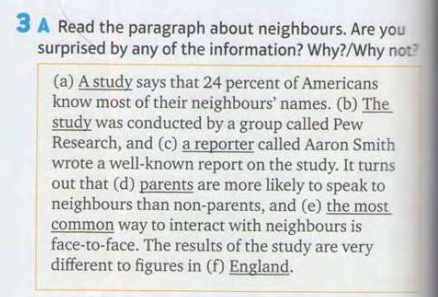 3 A Read the paragraph about neighbours. Are you
surprised by any of the information? Why?/Why not?
(a) A study says that 24 percent of Americans
know most of their neighbours' names. (b) The
study was conducted by a group called Pew
Research, and (c) a reporter called Aaron Smith
wrote a well-known report on the study. It turns
out that (d) parents are more likely to speak to
neighbours than non-parents, and (e) the most
common way to interact with neighbours is
face-to-face. The results of the study are very
different to figures in (f) England.